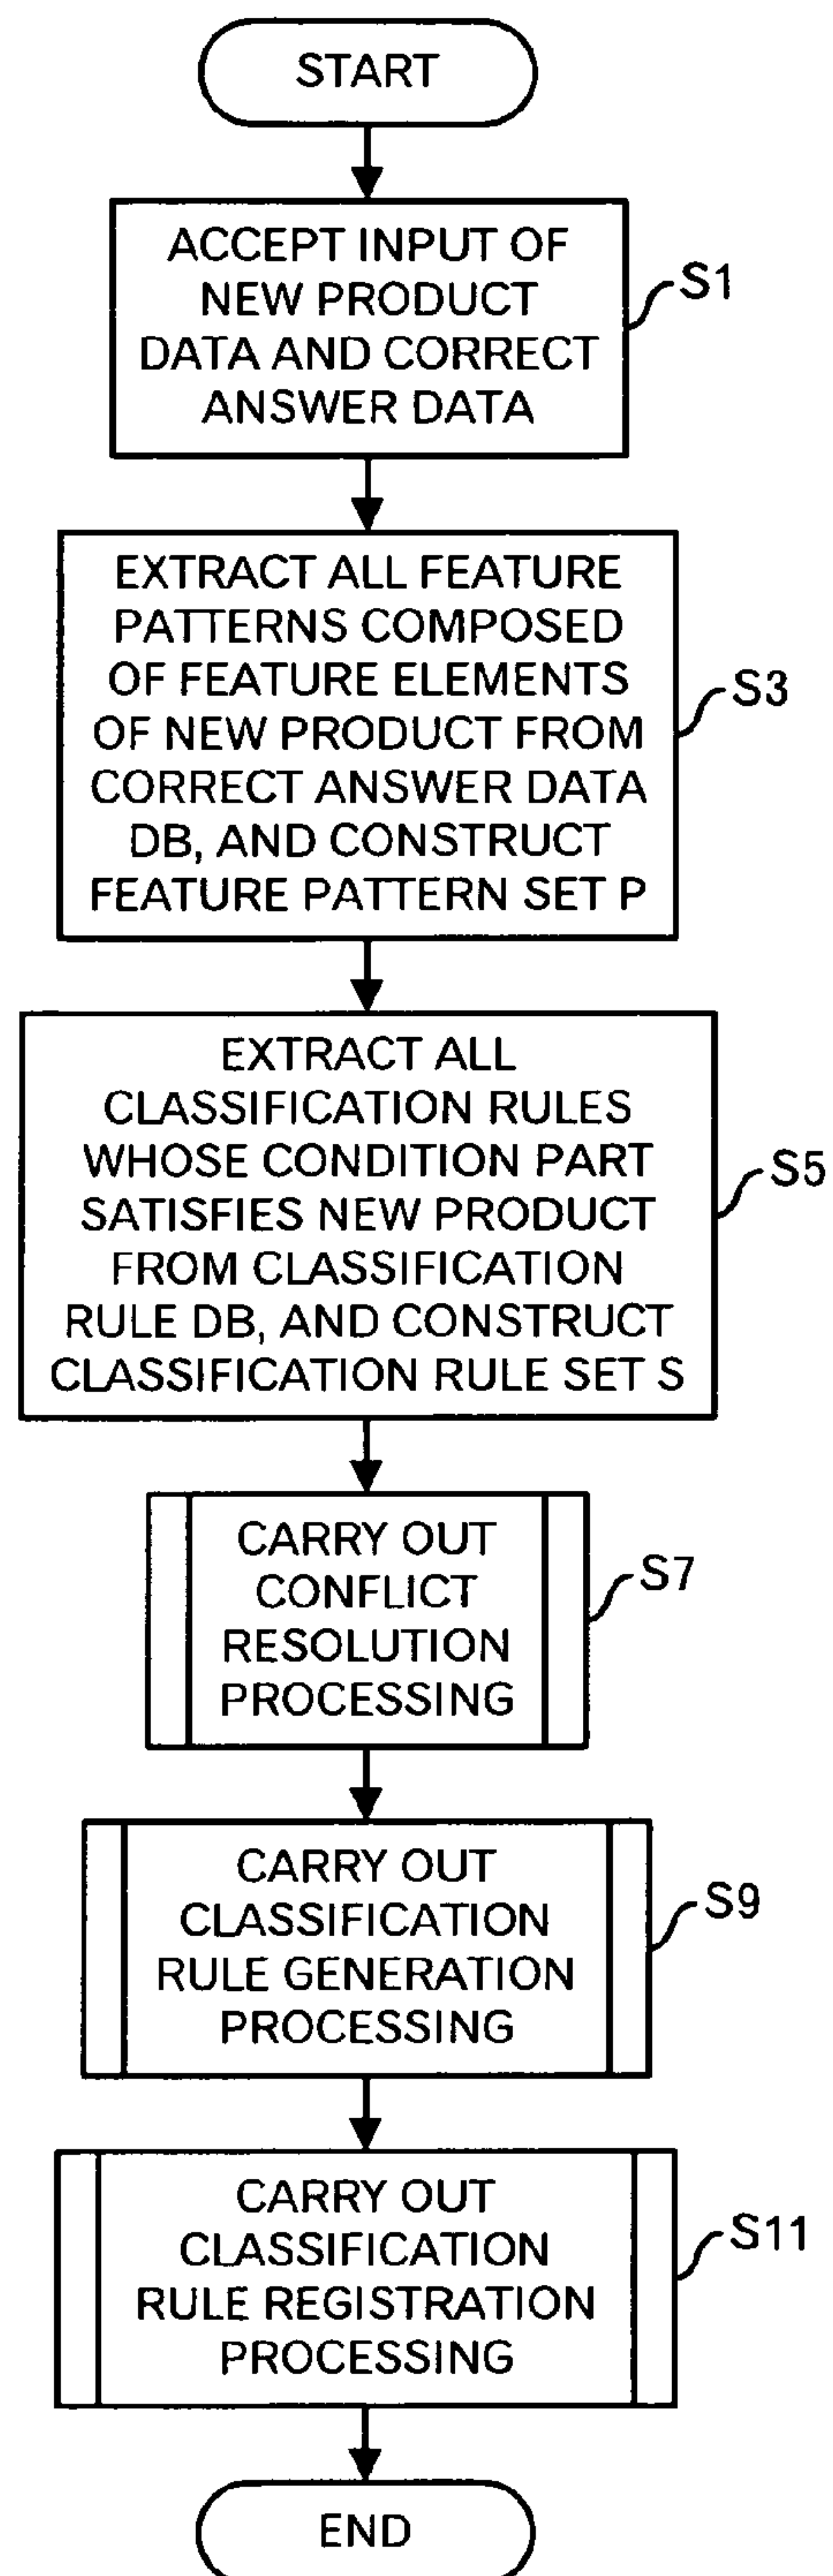 START
ACCEPT INPUT OF
NEW PRODUCT
DATA AND CORRECT
ANSWER DATA
S1
EXTRACT ALL FEATURE
PATTERNS COMPOSED
OF FEATURE ELEMENTS
OF NEW PRODUCT FROM
CORRECT ANSWER DATA
DB, AND CONSTRUCT
FEATURE PATTERN SET P
S3
EXTRACT ALL
CLASSIFICATION RULES
WHOSE CONDITION PART
SATISFIES NEW PRODUCT
FROM CLASSIFICATION
RULE DB, AND CONSTRUCT
CLASSIFICATION RULE SET S
S5
CARRY OUT
CONFLICT
RESOLUTION
PROCESSING
S7
CARRY OUT
CLASSIFICATION
RULE GENERATION
PROCESSING
S9
CARRY OUT
CLASSIFICATION
RULE REGISTRATION
PROCESSING
S11
END